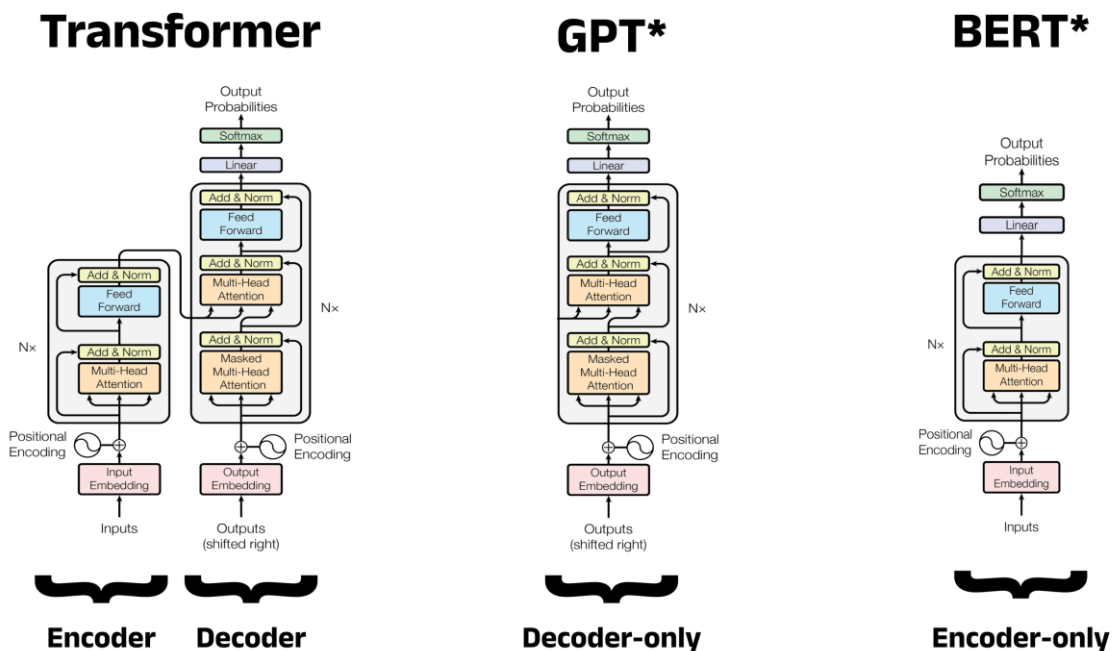 Transformer
Output
Probabilities
Softmax
Linear
Add & Norm
Feed
Forward
Add & Norm
Multi-Head
Attention
Nx
Add & Norm
Masked
Multi-Head
Attention
Positional
Encoding
Output
Embedding
Outputs
(shifted right)
Add & Norm
Feed
Forward
Nx
Add & Norm
Multi-Head
Attention
Positional
Encoding
Input
Embedding
Inputs
Encoder
Decoder
GPT*
Output
Probabilities
Softmax
Linear
Add & Norm
Feed
Forward
Add & Norm
Multi-Head
Attention
Nx
Add & Norm
Masked
Multi-Head
Attention
Positional
Encoding
Output
Embedding
Outputs
(shifted right)
Decoder-only
BERT*
Output
Probabilities
Softmax
Linear
Add & Norm
Feed
Forward
Nx
Add & Norm
Multi-Head
Attention
Positional
Encoding
Input
Embedding
Inputs
Encoder-only